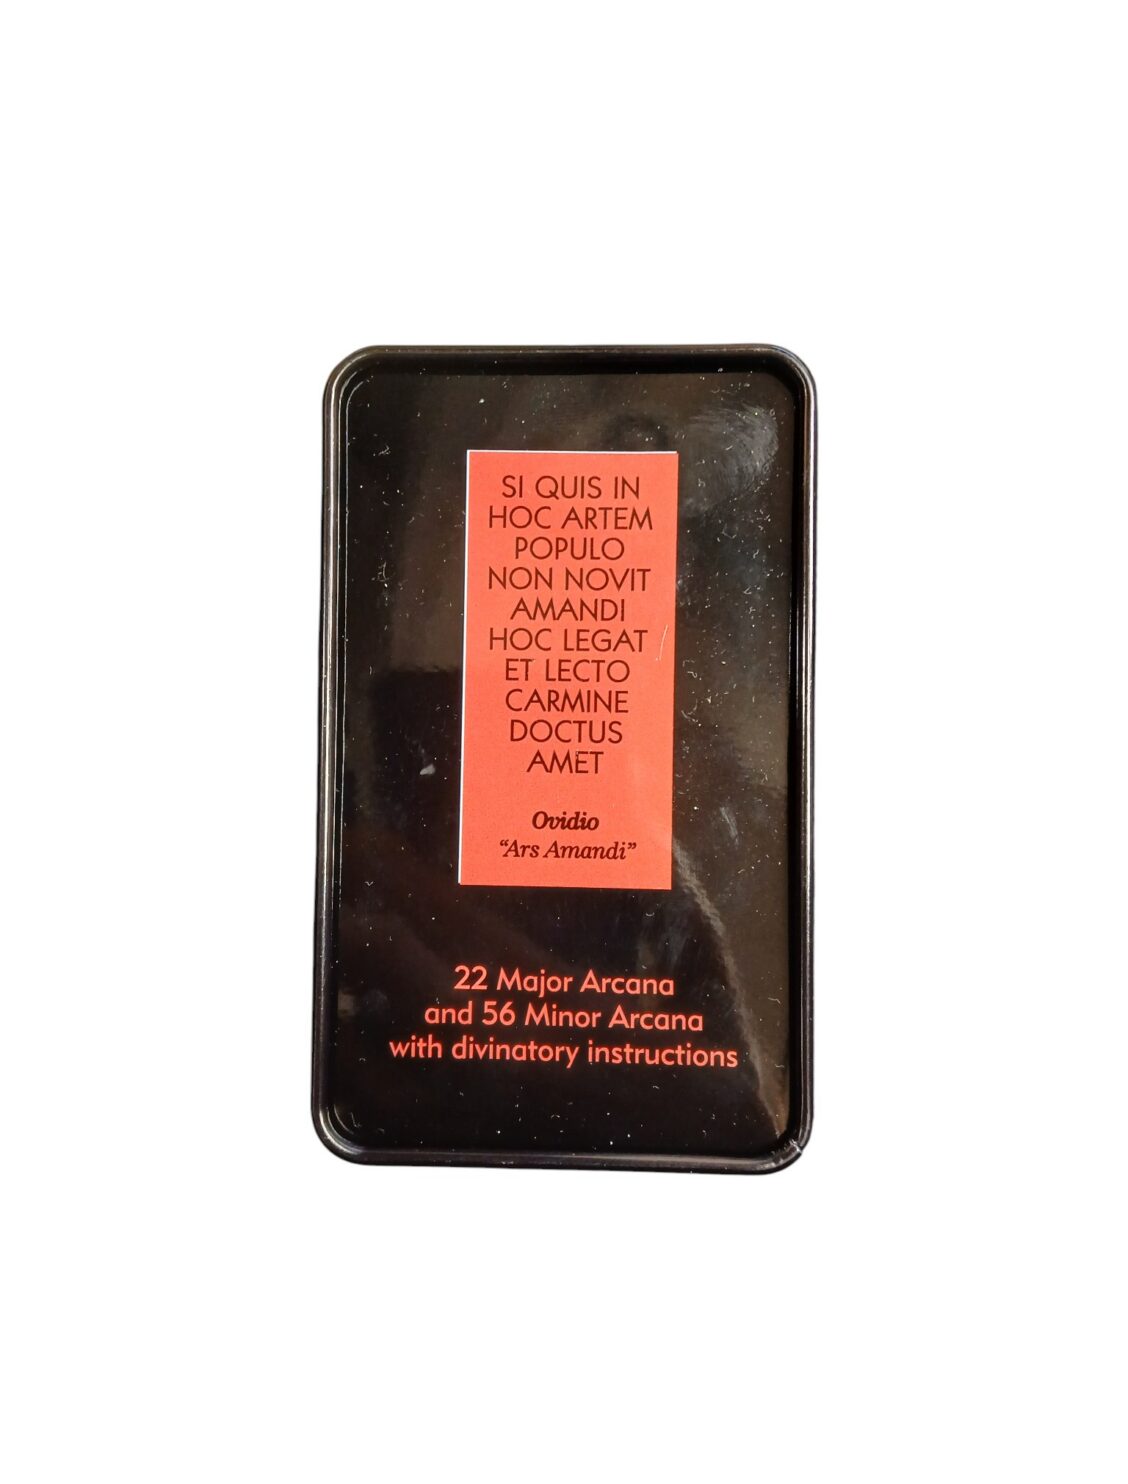 SI QUIS IN
HOC ARTEM
POPULO
NON NOVIT
AMANDI
HOC LEGAT
ET LECTO
CARMINE
DOCTUS
AMET
Ovidio
“Ars Amandi”
22 Major Arcana
and 56 Minor Arcana
with divinatory instructions